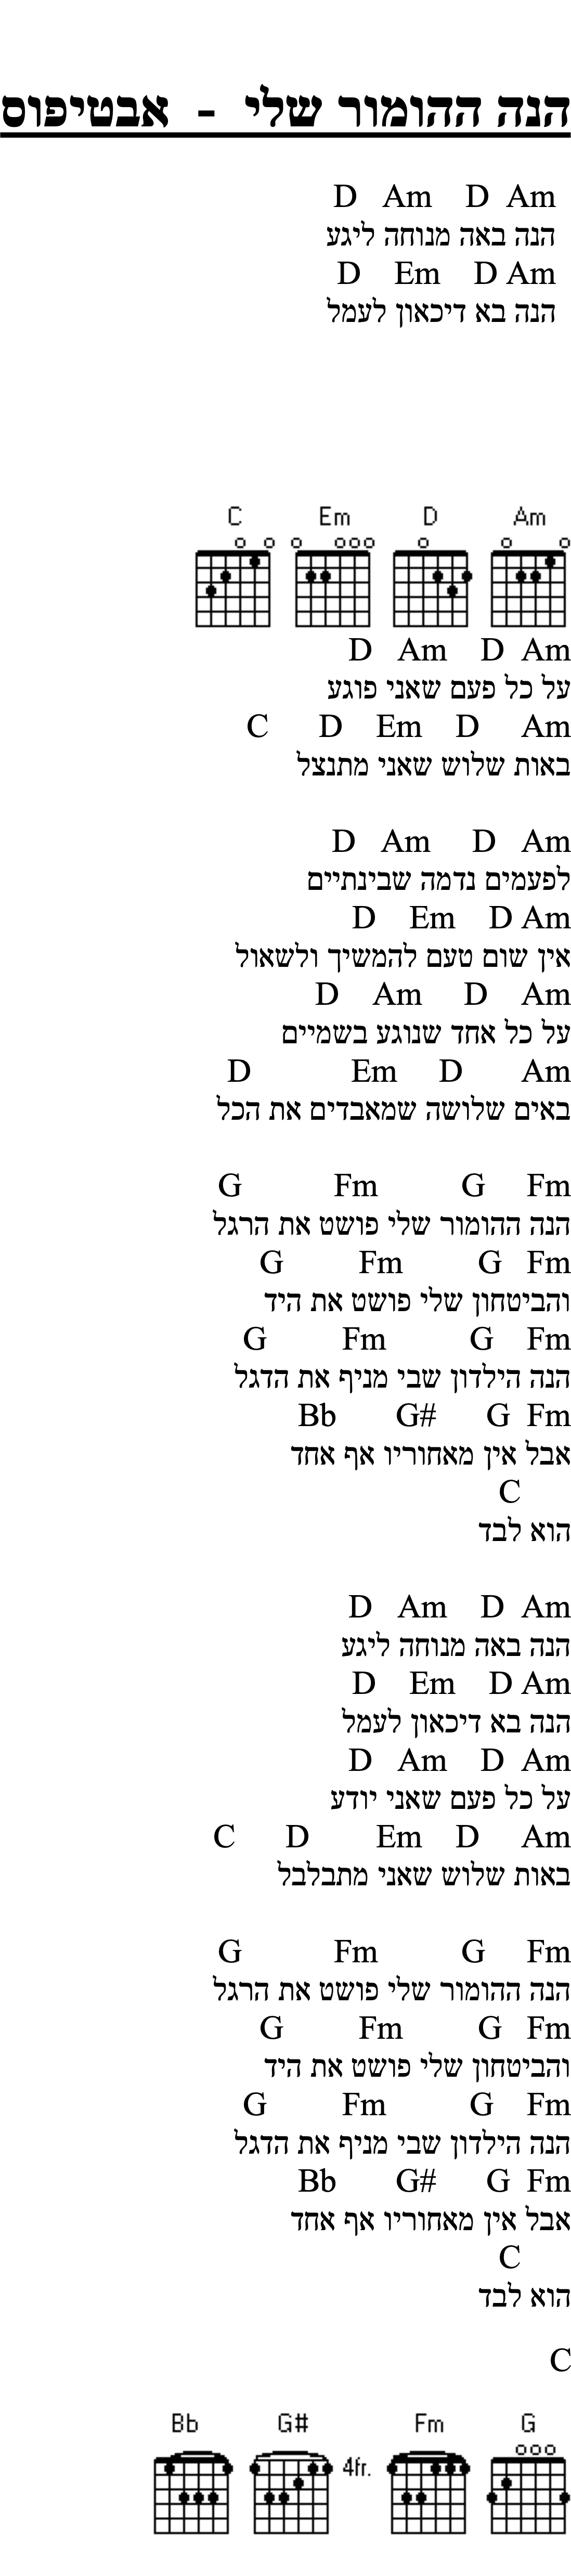 הנה ההומור שלי - אבטיפוס
D Am D Am
הנה באה מנוחה ליגע
D Em D Am
הנה בא דיכאון לעמל
C Em D Am
D Am D Am
על כל פעם שאני פוגע
C D Em D Am
באות שלוש שאני מתנצל
D Am D Am
לפעמים נדמה שבינתיים
D Em D Am
אין שום טעם להמשיך ולשאול
D Am D Am
על כל אחד שנוגע בשמיים
D Em D Am
באים שלושה שמאבדים את הכל
G Fm G Fm
הנה ההומור שלי פושט את הרגל
G Fm G Fm
והביטחון שלי פושט את היד
G Fm G Fm
הנה הילדון שבי מניף את הדגל
Bb G# G Fm
אבל אין מאחוריו אף אחד
C
הוא לבד
D Am D Am
הנה באה מנוחה ליגע
D Em D Am
הנה בא דיכאון לעמל
D Am D Am
על כל פעם שאני יודע
C D Em D Am
באות שלוש שאני מתבלבל
G Fm G Fm
הנה ההומור שלי פושט את הרגל
G Fm G Fm
והביטחון שלי פושט את היד
G Fm G Fm
הנה הילדון שבי מניף את הדגל
Bb G# G Fm
אבל אין מאחוריו אף אחד
C
הוא לבד
C
Bb G# Fm G
4fr.